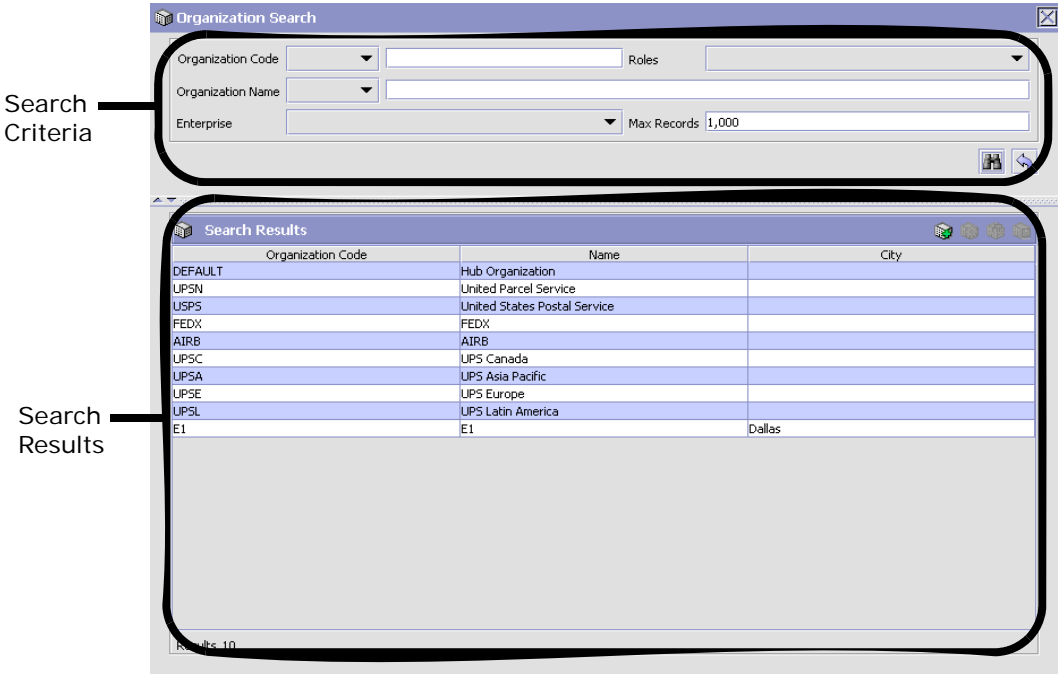 Organization Search
Organization Code Roles
Organization Name
Enterprise Max Records 1,000
Search Criteria
Search Results
Organization Code Name City
DEFAULT Hub Organization
UPSN United Parcel Service
USPS United States Postal Service
FEDX FEDX
AIRB AIRB
UPSC UPS Canada
UPSA UPS Asia Pacific
UPSE UPS Europe
UPSL UPS Latin America
E1 E1 Dallas
Search Results
Results 10